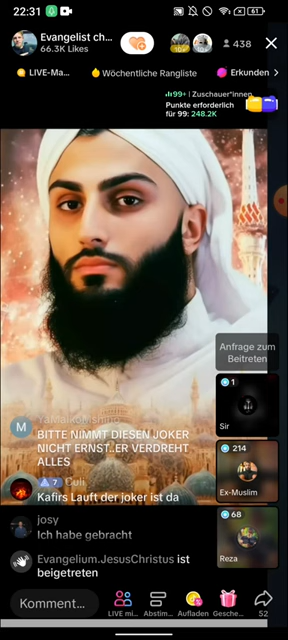 22:31
61
Evangelist ch...
66.3K Likes
10+
438
LIVE-Ma...
Wöchentliche Rangliste
Erkunden
99+ | Zuschauer*innen
Punkte erforderlich
für 99: 248.2K
Anfrage zum
Beitreten
1
Sir
M
BITTE NIMMT DIESEN JOKER
NICHT ERNST..ER VERDREHT
ALLES
214
Ex-Muslim
7 Culi
Kafirs Lauft der joker ist da
68
Reza
josy
Ich habe gebracht
Evangelium.JesusChristus ist
beigetreten
Komment...
LIVE mi...
Abstim...
Aufladen
Gesche...
52